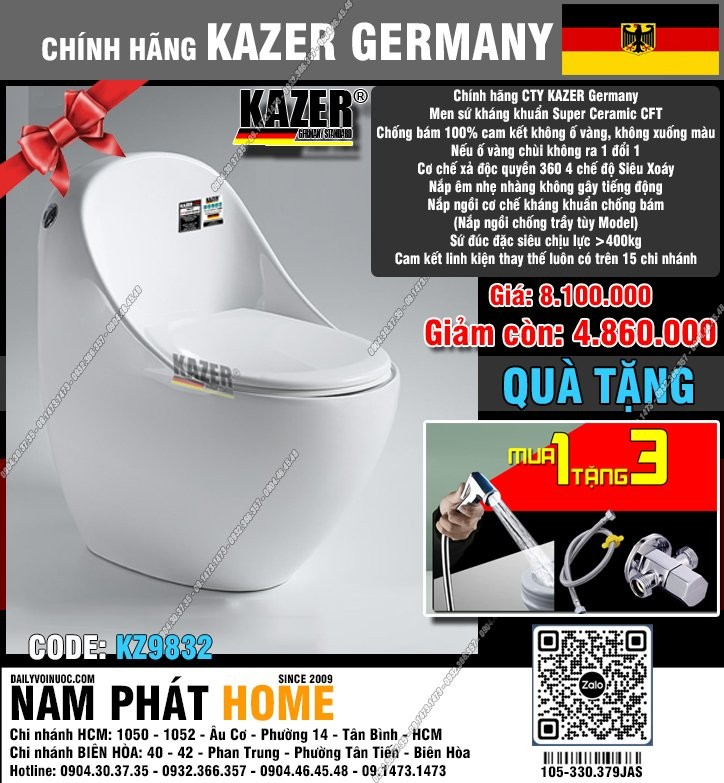 CHÍNH HÃNG KAZER GERMANY
KAZER®
GERMANY STANDARD
Chính hãng CTY KAZER Germany
Men sứ kháng khuẩn Super Ceramic CFT
Chống bám 100% cam kết không ố vàng, không xuống màu
Nếu ố vàng chùi không ra 1 đổi 1
Cơ chế xả độc quyền 360 4 chế độ Siêu Xoáy
Nắp êm nhẹ nhàng không gây tiếng động
Nắp ngồi cơ chế kháng khuẩn chống bám
(Nắp ngồi chống trầy tùy Model)
Sứ đúc đặc siêu chịu lực >400kg
Cam kết linh kiện thay thế luôn có trên 15 chi nhánh
Giá: 8.100.000
Giảm còn: 4.860.000
KAZER
QUÀ TẶNG
MUA 1 TẶNG 3
CODE: KZ9832
DAILYVOINUOC.COM SINCE 2009
NAM PHÁT HOME
Chi nhánh HCM: 1050 - 1052 - Âu Cơ - Phường 14 - Tân Bình - HCM
Chi nhánh BIÊN HÒA: 40 - 42 - Phan Trung - Phường Tân Tiến - Biên Hòa
Hotline: 0904.30.37.35 - 0932.366.357 - 0904.46.45.48 - 09.1473.1473
Zalo
105-330.379JAS